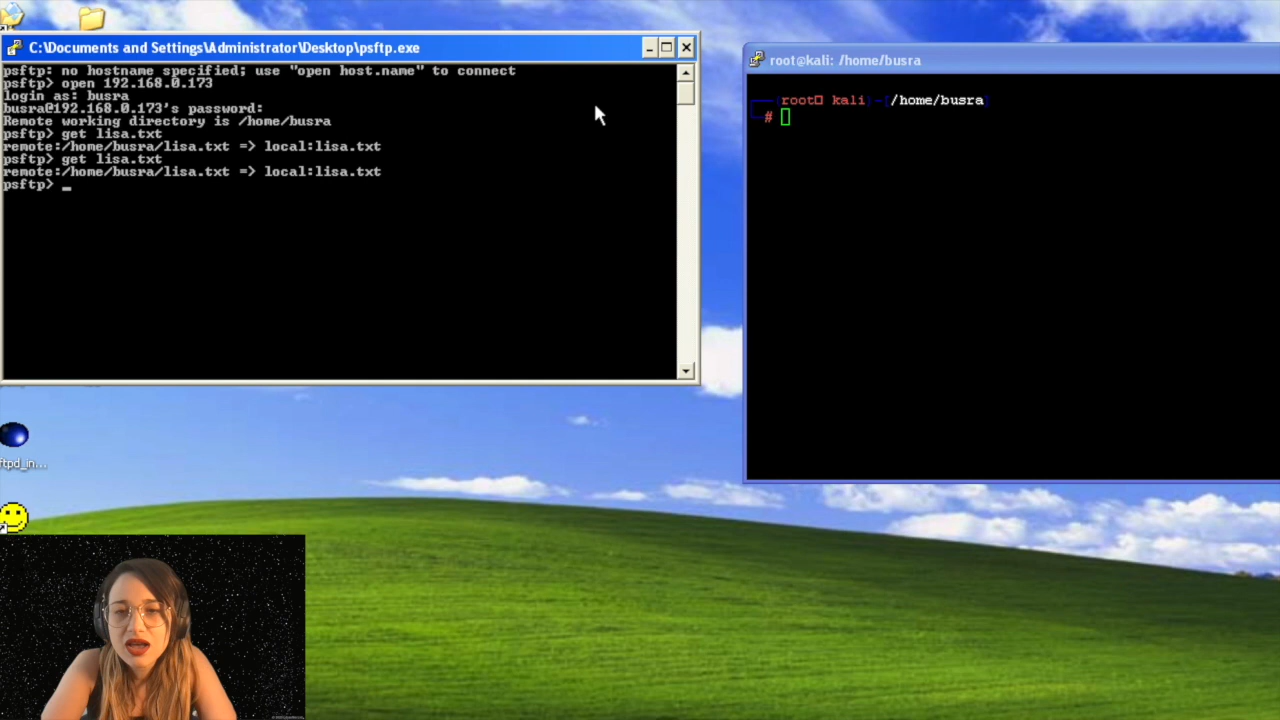 C:\Documents and Settings\Administrator\Desktop\psftp.exe
psftp: no hostname specified; use "open host.name" to connect
psftp> open 192.168.0.173
login as: busra
busra@192.168.0.173's password:
Remote working directory is /home/busra
psftp> get lisa.txt
remote:/home/busra/lisa.txt => local:lisa.txt
psftp> get lisa.txt
remote:/home/busra/lisa.txt => local:lisa.txt
psftp> _
root@kali: /home/busra
(root□ kali)-[/home/busra]
#
ftpd_in...